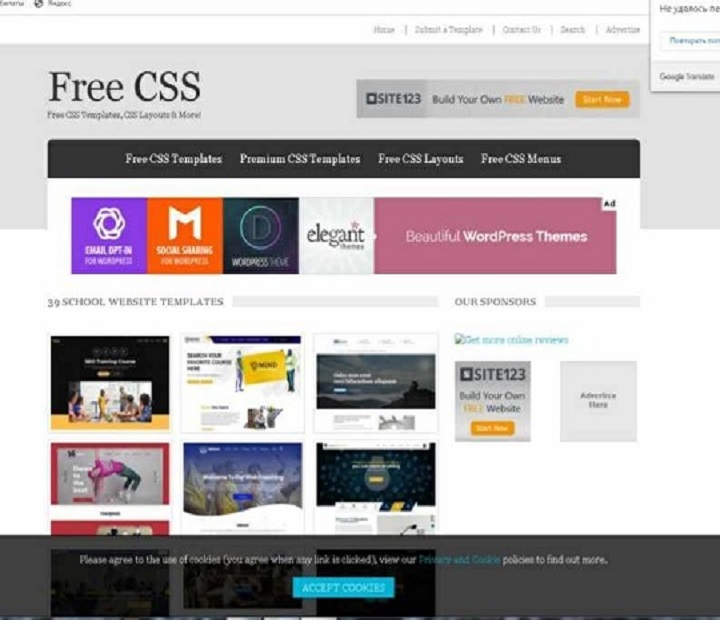 Яндекс
Не удалось пе
Home | Submit a Template | Contact Us | Search | Advertise
Google Translate
Free CSS
Free CSS Templates, CSS Layouts & More!
SITE123 Build Your Own FREE Website Start Now
Free CSS Templates Premium CSS Templates Free CSS Layouts Free CSS Menus
Ad
EMAIL OPT-IN
FOR WORDPRESS
SOCIAL SHARING
FOR WORDPRESS
D
WORDPRESS THEME
elegant
themes
Beautiful WordPress Themes
39 SCHOOL WEBSITE TEMPLATES
OUR SPONSORS
Get more online reviews
SEARCH YOUR
FAVORITE COURSE
HERE
SITE123
Build Your Own
FREE Website
Start Now
Advertise
Here
Please agree to the use of cookies (you agree when any link is clicked), view our Privacy and Cookie policies to find out more.
ACCEPT COOKIES